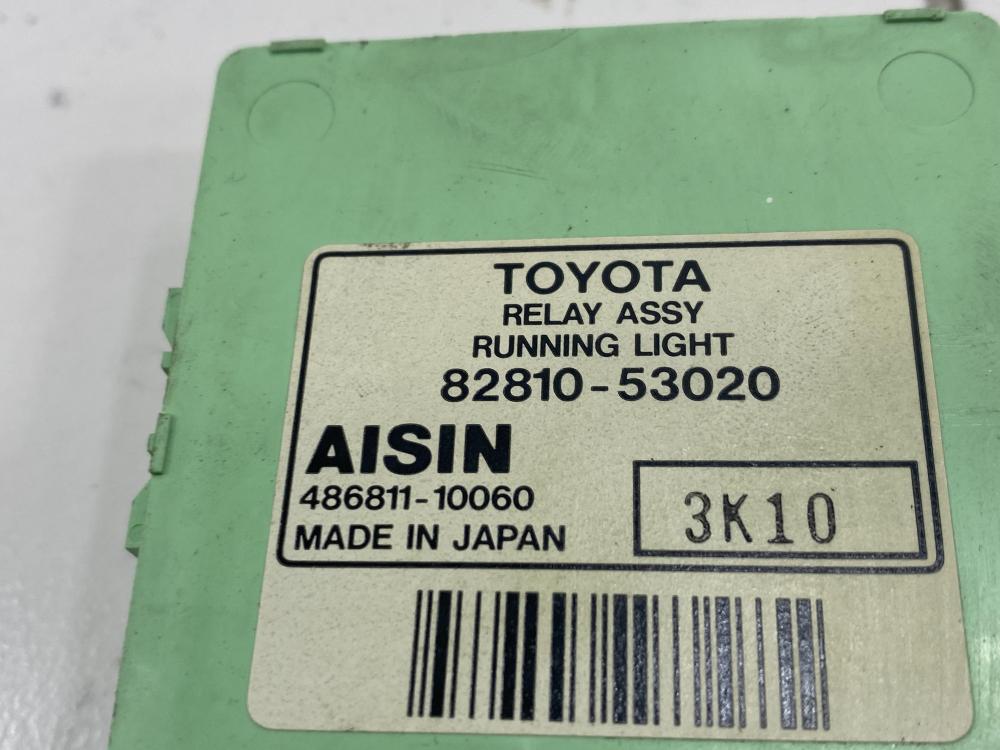 TOYOTA
RELAY ASSY
RUNNING LIGHT
82810-53020
AISIN
486811-10060
3K10
MADE IN JAPAN